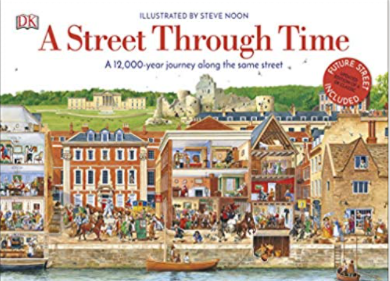 DK
ILLUSTRATED BY STEVE NOON
A Street Through Time
A 12,000-year journey along the same street
FUTURE STREET
INCLUDED